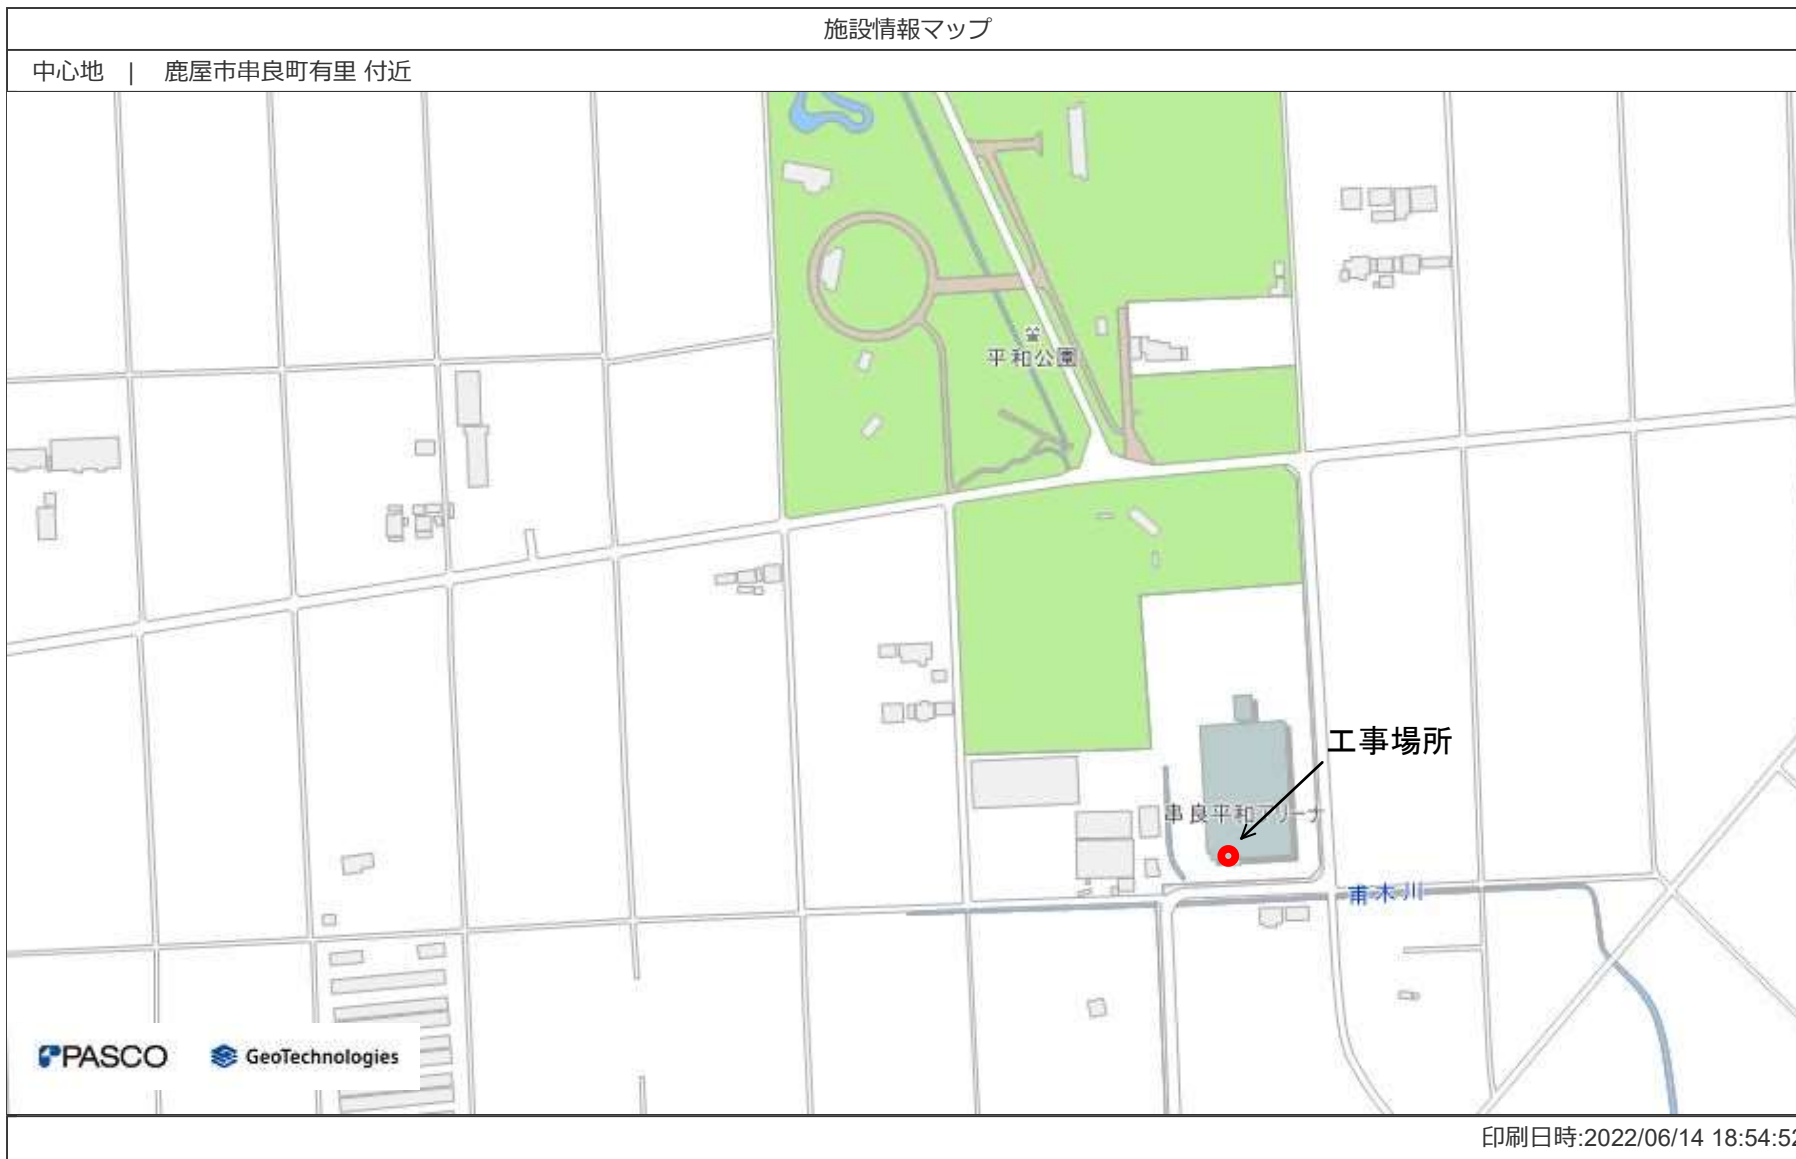 施設情報マップ
中心地 | 鹿屋市串良町有里 付近
平和公園
工事場所
串良平和アリーナ
甫木川
PASCO
GeoTechnologies
印刷日時:2022/06/14 18:54:52